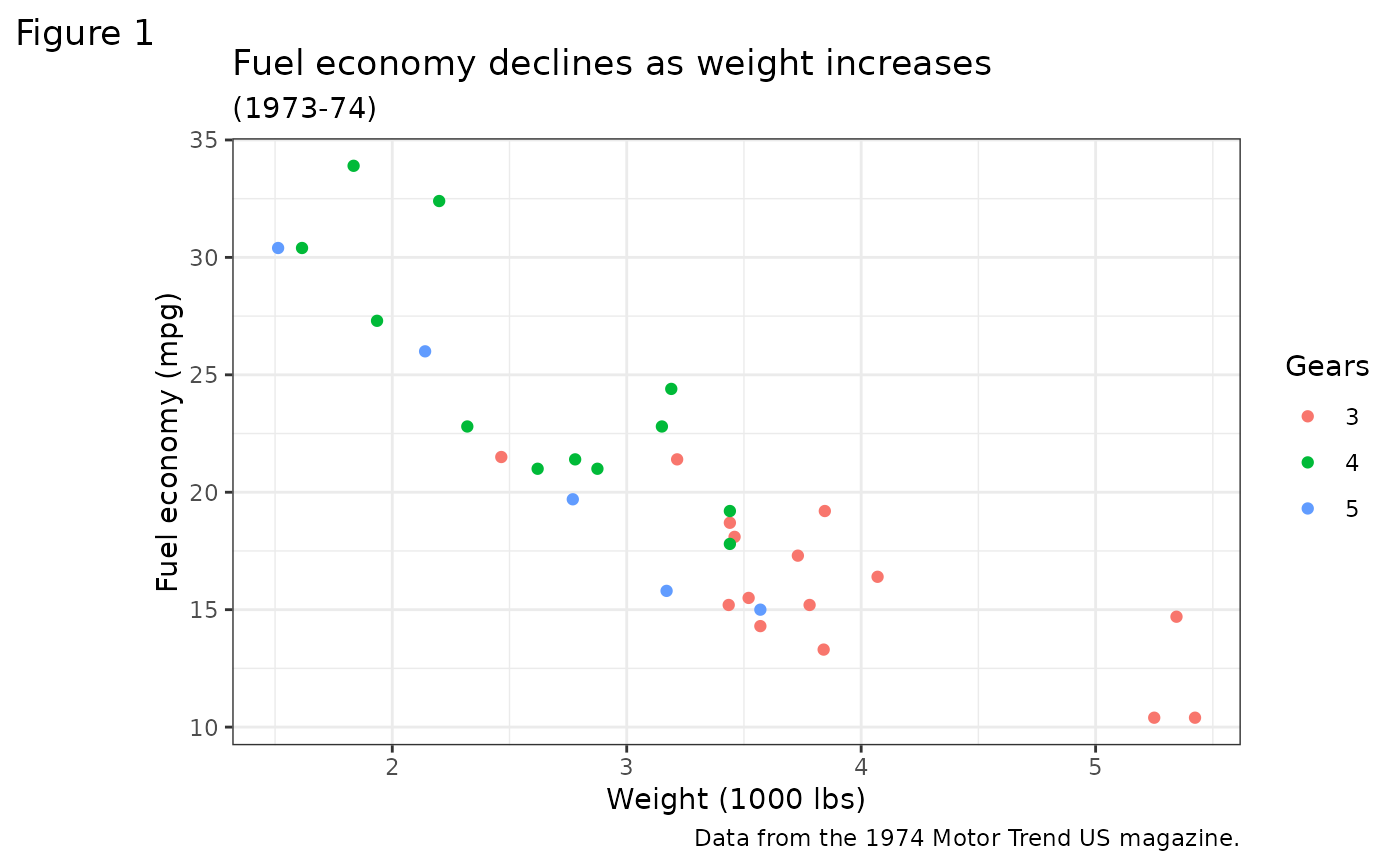 Figure 1
Fuel economy declines as weight increases
(1973-74)
Fuel economy (mpg)
35
30
25
20
15
10
2 3 4 5
Weight (1000 lbs)
Gears
3
4
5
Data from the 1974 Motor Trend US magazine.